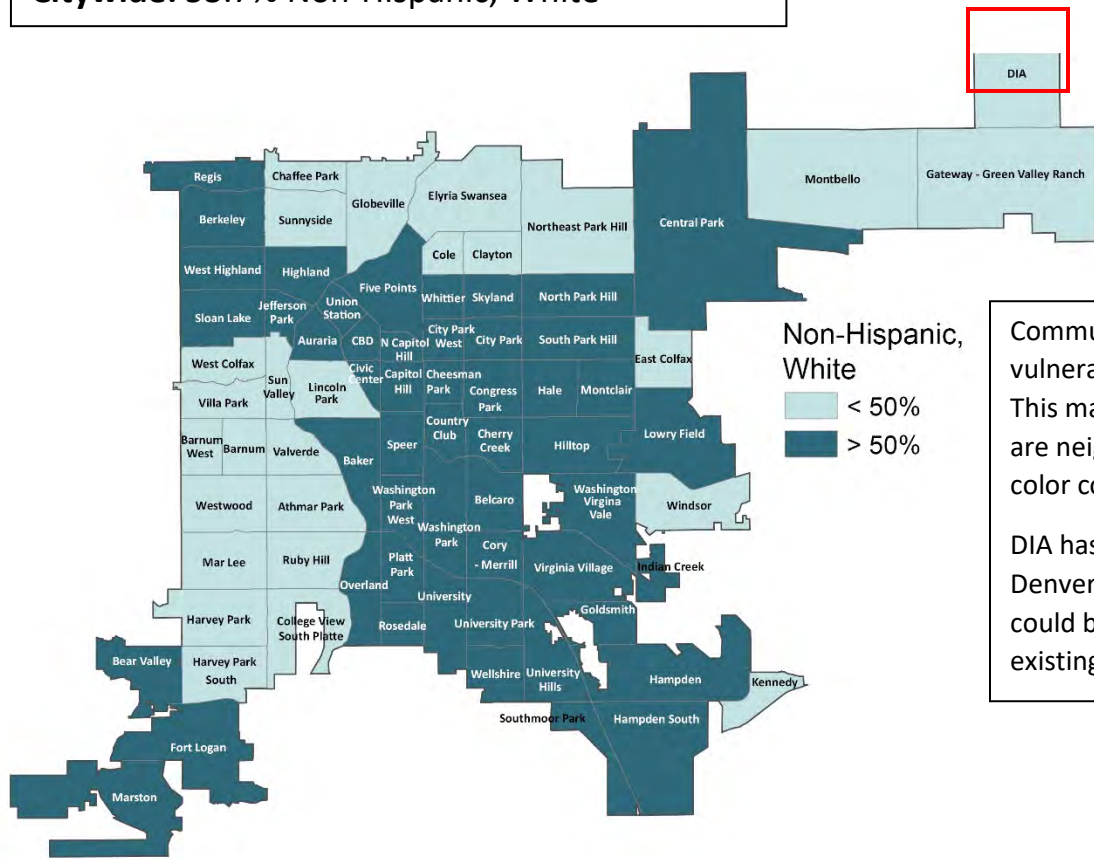 Citywide: Non-Hispanic, White
DIA
Regis
Chaffee Park
Globeville
Elyria Swansea
Montbello
Gateway - Green Valley Ranch
Berkeley
Sunnyside
Northeast Park Hill
Central Park
Cole
Clayton
West Highland
Highland
Five Points
Whittier
Skyland
North Park Hill
Sloan Lake
Jefferson
Park
Union
Station
Auraria
CBD
N Capitol
Hill
City Park
West
City Park
South Park Hill
East Colfax
West Colfax
Sun
Valley
Lincoln
Park
Civic
Center
Capitol
Hill
Cheesman
Park
Congress
Park
Hale
Montclair
Villa Park
Barnum
West
Barnum
Valverde
Baker
Speer
Country
Club
Cherry
Creek
Hilltop
Lowry Field
Westwood
Athmar Park
Washington
Park
West
Washington
Park
Belcaro
Washington
Virgina
Vale
Windsor
Mar Lee
Ruby Hill
Overland
Platt
Park
Cory
- Merrill
Virginia Village
Indian Creek
University
Harvey Park
College View
South Platte
Rosedale
University Park
Goldsmith
Bear Valley
Harvey Park
South
Wellshire
University
Hills
Hampden
Kennedy
Southmoor Park
Hampden South
Fort Logan
Marston
Non-Hispanic,
White
< 50%
> 50%
Commu
vulnera
This ma
are neig
color co
DIA has
Denver
could b
existing